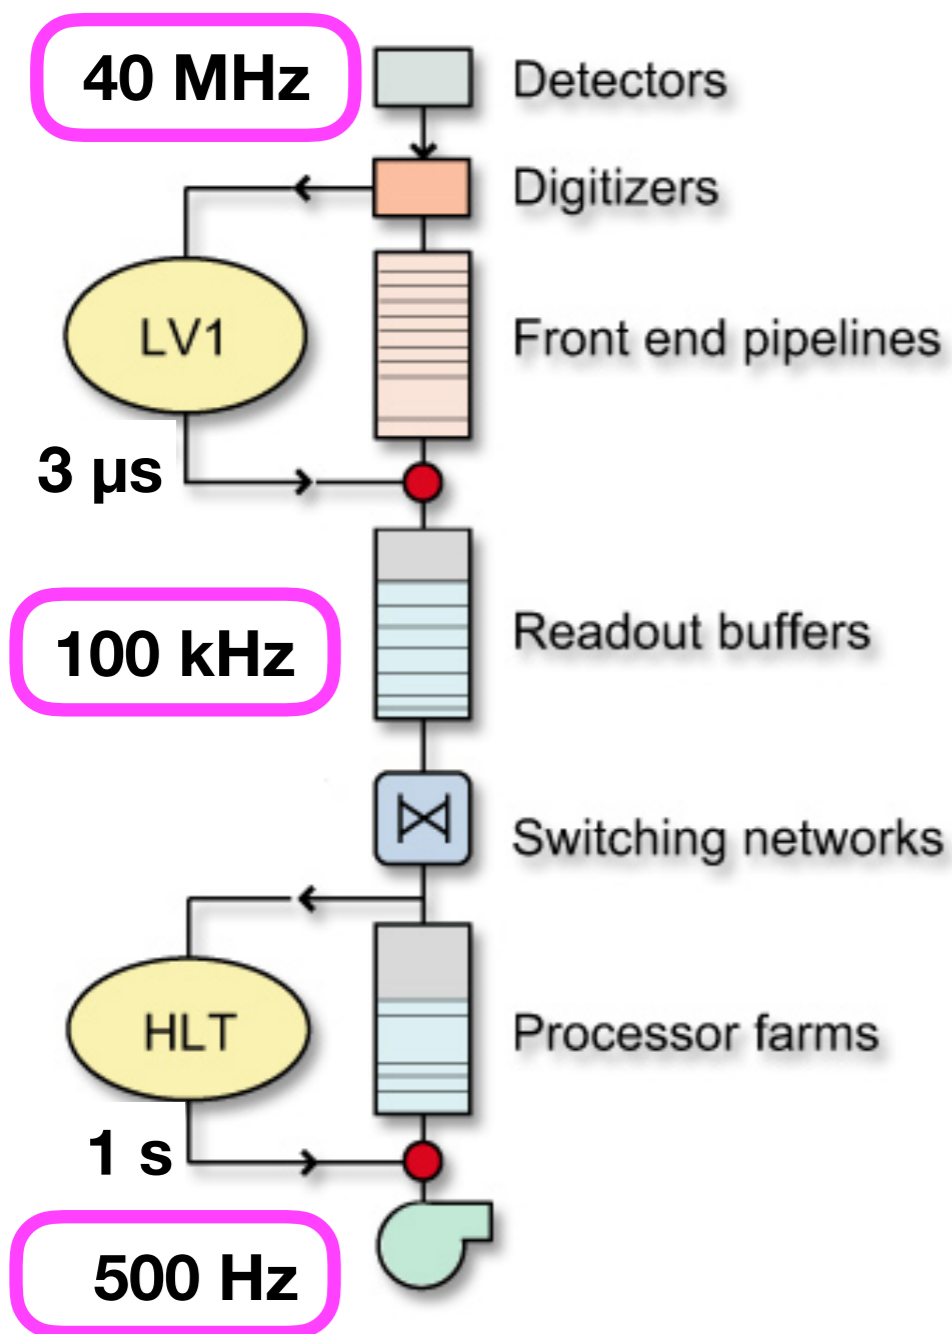 40 MHz
Detectors
Digitizers
LV1
Front end pipelines
3 µs
100 kHz
Readout buffers
Switching networks
HLT
Processor farms
1 s
500 Hz